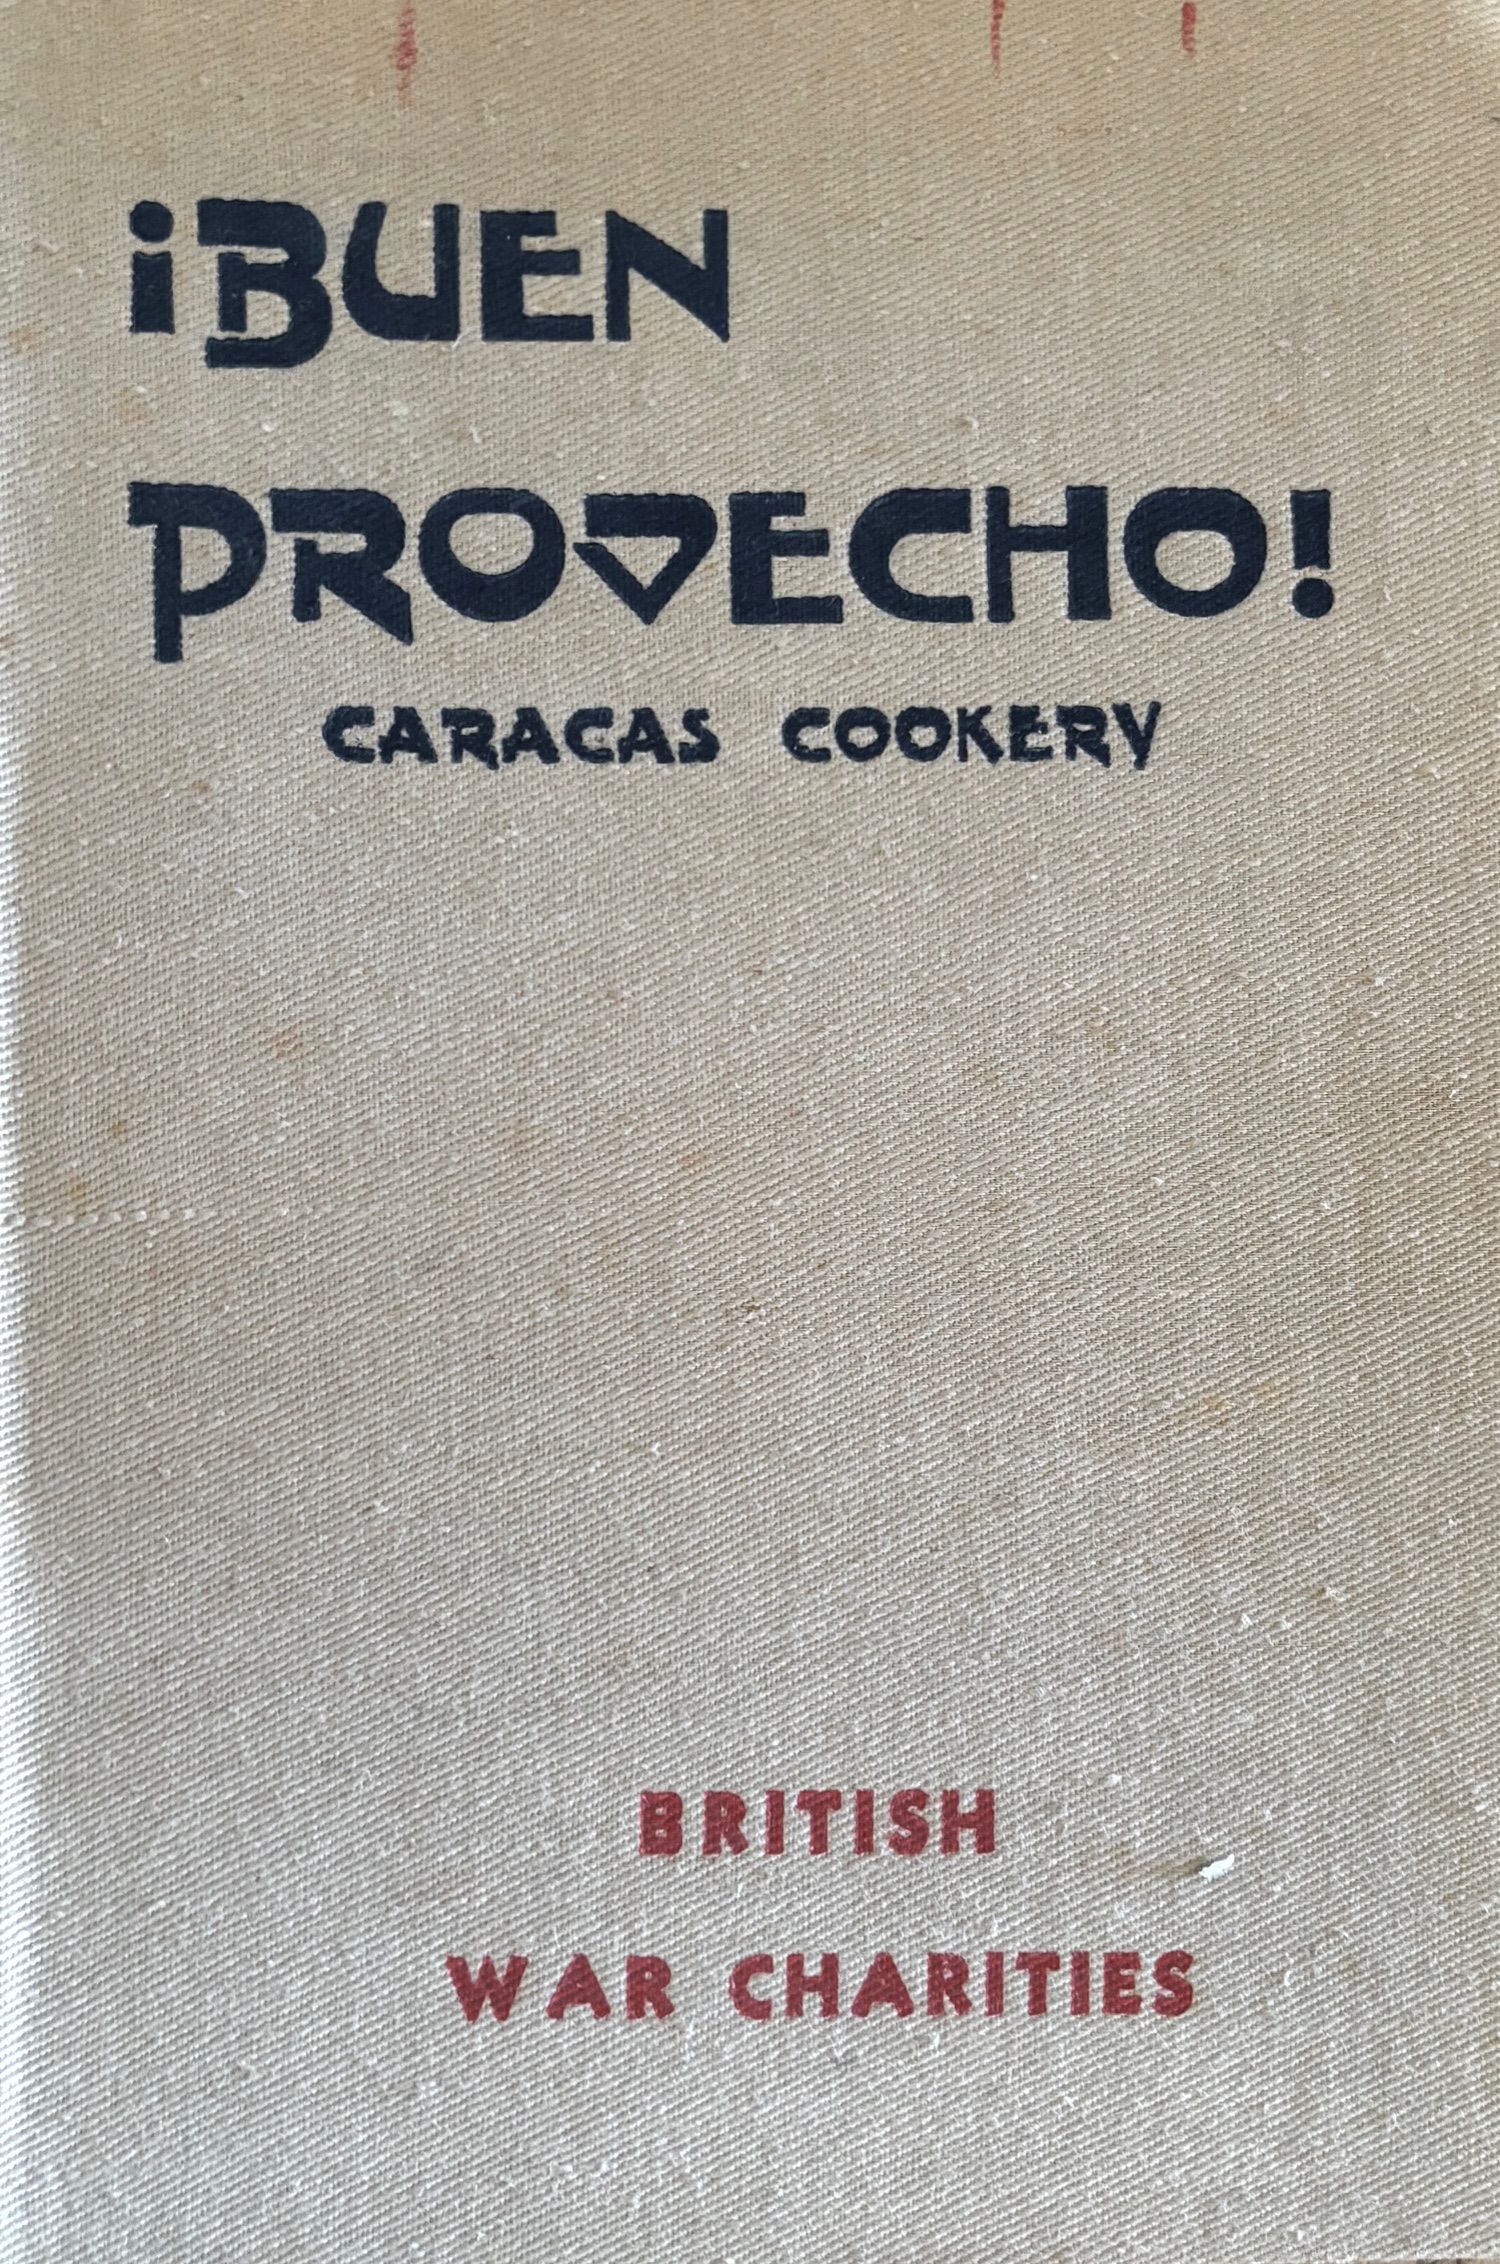 ¡BUEN
PROVECHO!
CARACAS COOKERY
BRITISH
WAR CHARITIES